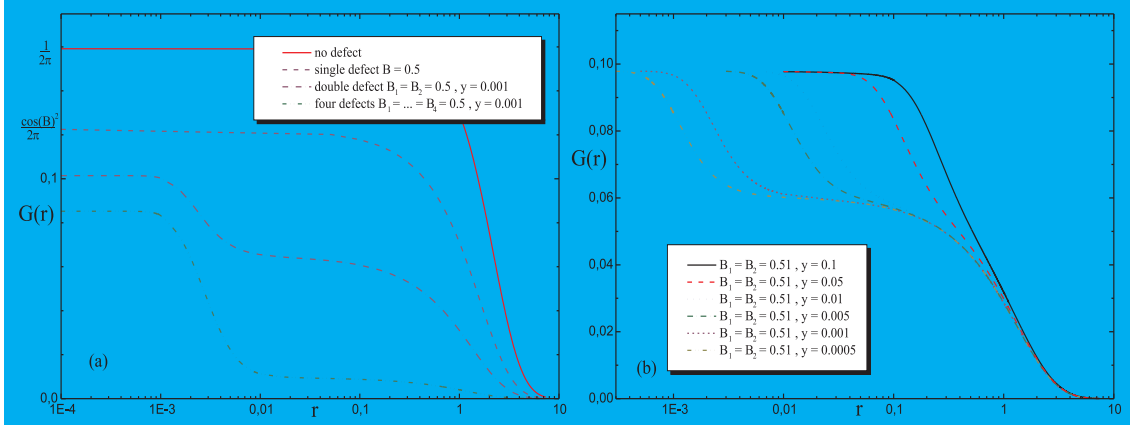 1
2π
no defect
single defect B = 0.5
double defect B1 = B2 = 0.5 , y = 0.001
four defects B1 = ... = B4 = 0.5 , y = 0.001
cos(B)²
2π
0,1
G(r)
(a)
0,0
1E-4 1E-3 0,01 0,1 1 10
r
0,10
0,08
G(r)
0,06
0,04
0,02
0,00
B1 = B2 = 0.51 , y = 0.1
B1 = B2 = 0.51 , y = 0.05
B1 = B2 = 0.51 , y = 0.01
B1 = B2 = 0.51 , y = 0.005
B1 = B2 = 0.51 , y = 0.001
B1 = B2 = 0.51 , y = 0.0005
(b)
1E-3 0,01 0,1 1 10
r